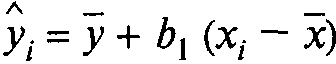 ŷᵢ = ȳ + b₁ (xᵢ − x̄)